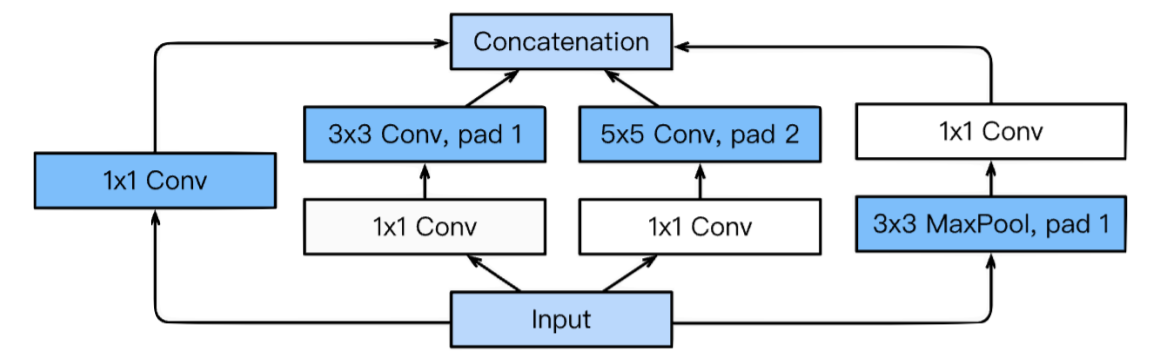 Concatenation
3x3 Conv, pad 1
5x5 Conv, pad 2
1x1 Conv
1x1 Conv
1x1 Conv
1x1 Conv
3x3 MaxPool, pad 1
Input